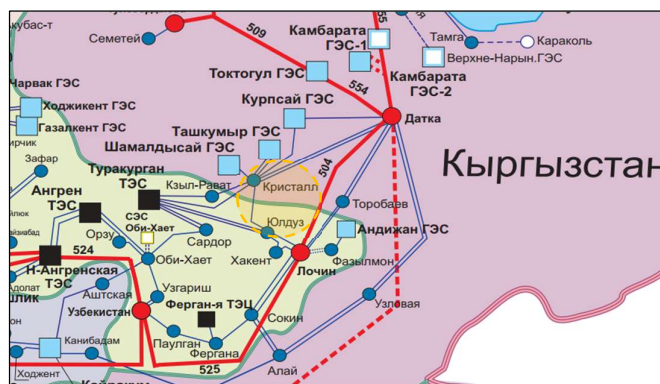 Семетей
509
Камбарата
ГЭС-1
55
Тамга
Караколь
Верхне-Нарын.ГЭС
Камбарата
ГЭС-2
Токтогул ГЭС
554
Чарвак ГЭС
Ходжикент ГЭС
Газалкент ГЭС
Курпсай ГЭС
Ташкумыр ГЭС
Шамалдысай ГЭС
Датка
504
Кыргызстан
Зафар
Туракурган
ТЭС
Кзыл-Рават
Кристалл
Ангрен
ТЭС
СЭС
Оби-Хает
Юлдуз
Торобаев
Андижан ГЭС
Орзу
Сардор
524
Оби-Хает
Хакент
Лочин
Фазылмон
Н-Ангренская
ТЭС
Аштская
Узгариш
Узбекистан
Ферган-я ТЭЦ
Сокин
Узловая
Канибадам
Паулган
Фергана
525
Алай
Ходжент